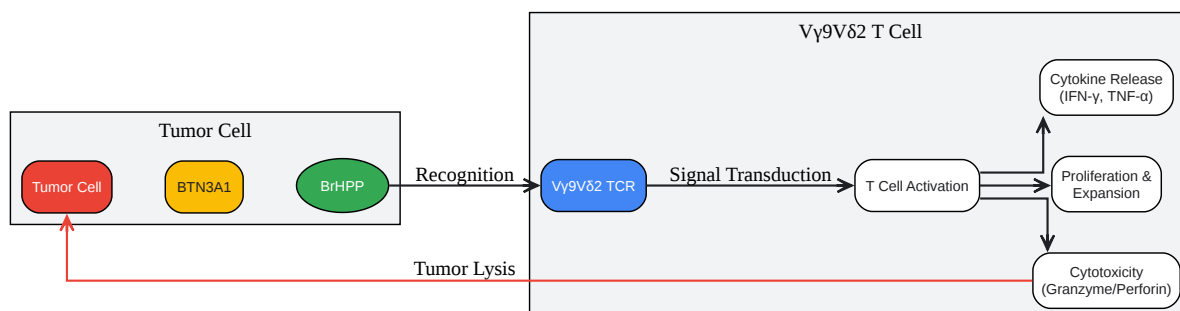 Vγ9Vδ2 T Cell
Cytokine Release
(IFN-γ, TNF-α)
Tumor Cell
Tumor Cell
BTN3A1
BrHPP
Recognition
Vγ9Vδ2 TCR
Signal Transduction
T Cell Activation
Proliferation &
Expansion
Tumor Lysis
Cytotoxicity
(Granzyme/Perforin)